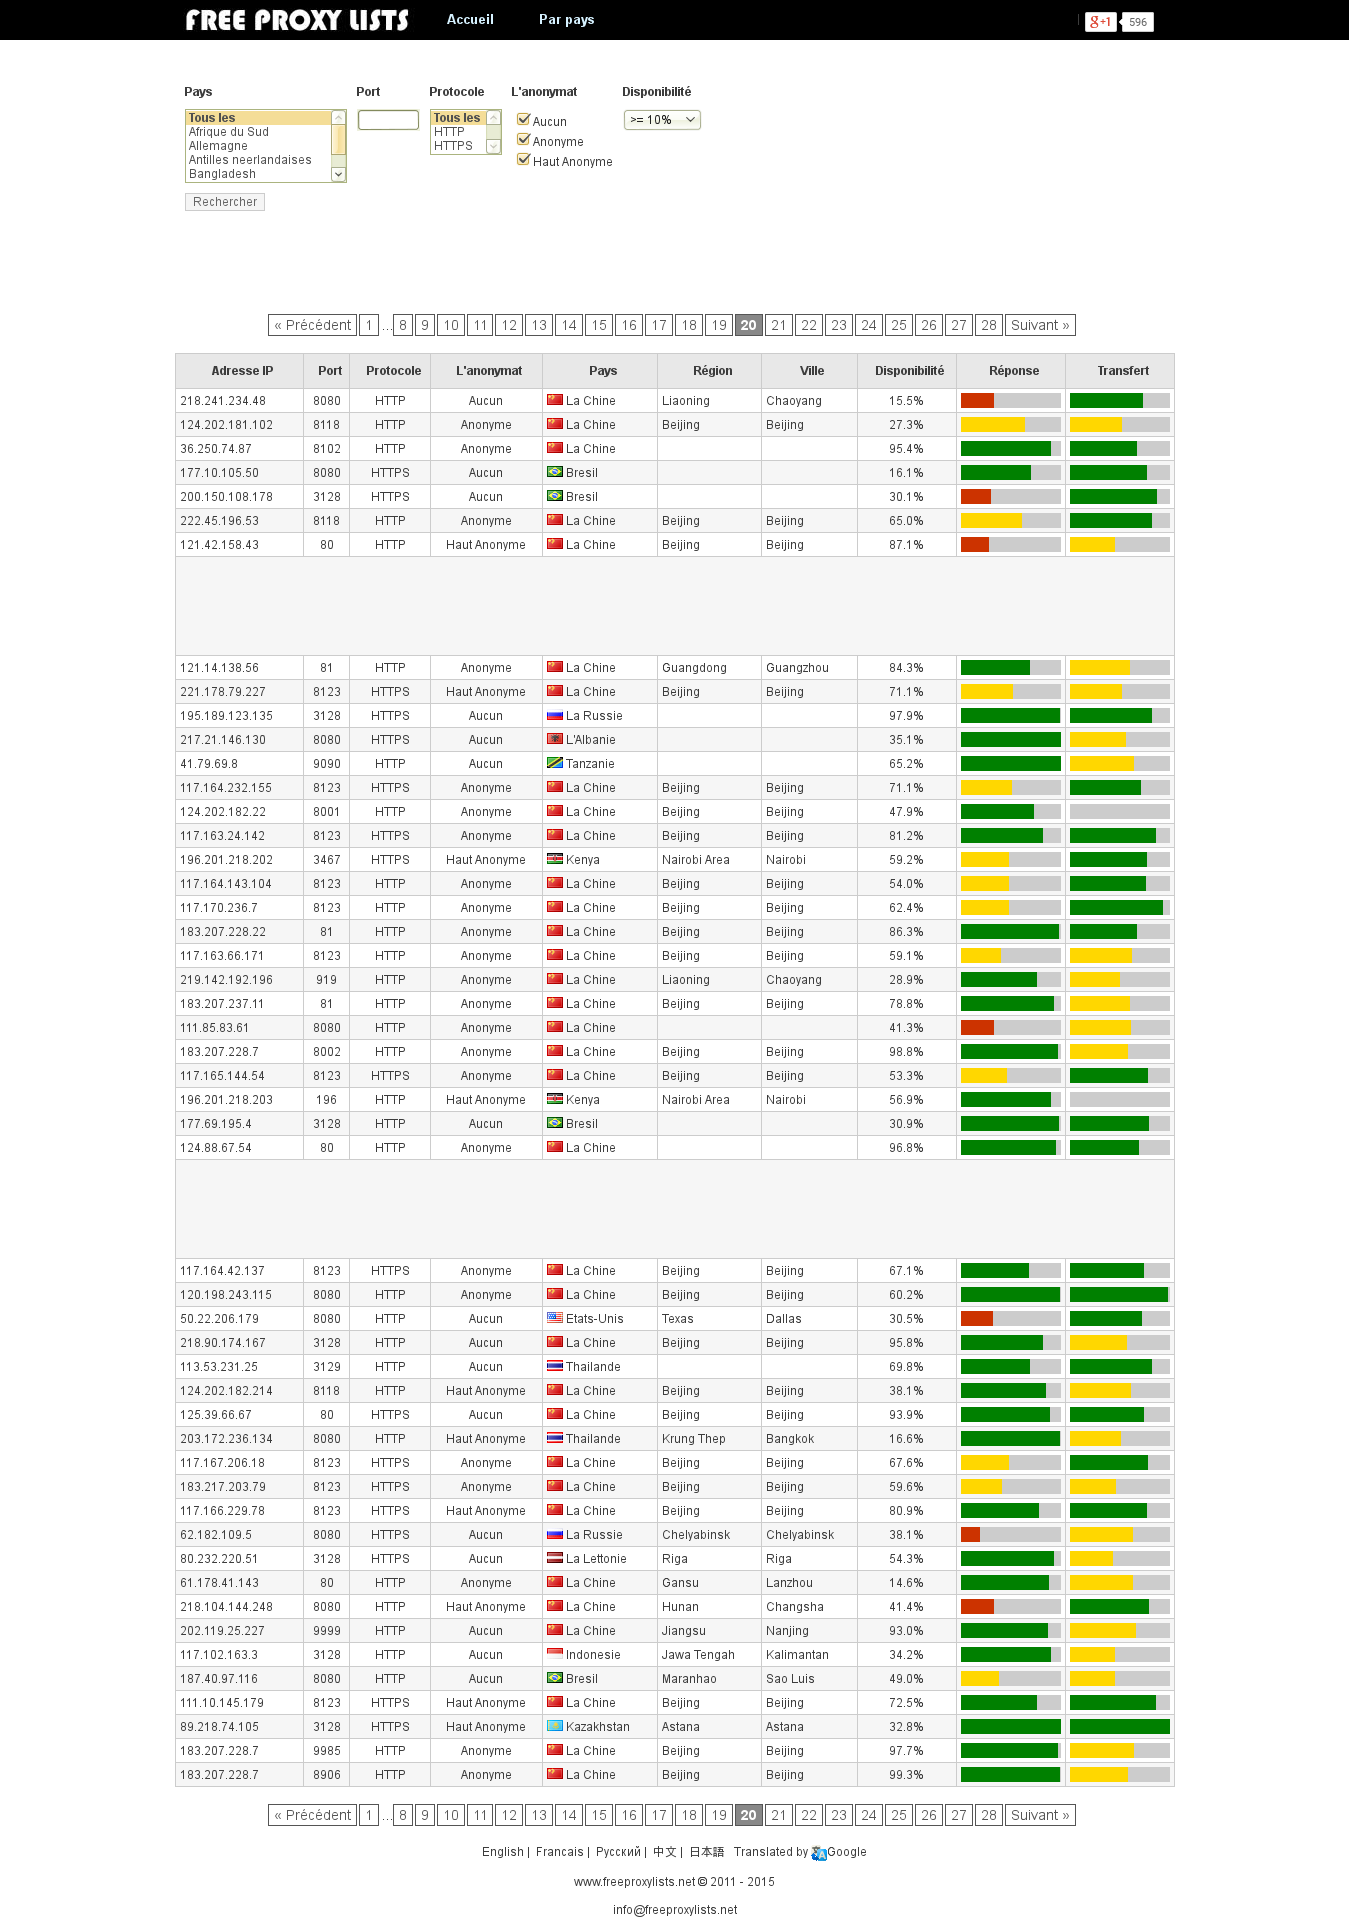 FREE PROXY LISTS Accueil Par pays g+1 596
Pays Port Protocole L'anonymat Disponibilité
Tous les
Afrique du Sud
Allemagne
Antilles neerlandaises
Bangladesh
Tous les
HTTP
HTTPS
Aucun
Anonyme
Haut Anonyme
>= 10%
Rechercher
« Précédent 1 ... 8 9 10 11 12 13 14 15 16 17 18 19 20 21 22 23 24 25 26 27 28 Suivant »
Adresse IP Port Protocole L'anonymat Pays Région Ville Disponibilité Réponse Transfert
218.241.234.48 8080 HTTP Aucun La Chine Liaoning Chaoyang 15.5%
124.202.181.102 8118 HTTP Anonyme La Chine Beijing Beijing 27.3%
36.250.74.87 8102 HTTP Anonyme La Chine 95.4%
177.10.105.50 8080 HTTPS Aucun Bresil 16.1%
200.150.108.178 3128 HTTPS Aucun Bresil 30.1%
222.45.196.53 8118 HTTP Anonyme La Chine Beijing Beijing 65.0%
121.42.158.43 80 HTTP Haut Anonyme La Chine Beijing Beijing 87.1%
121.14.138.56 81 HTTP Anonyme La Chine Guangdong Guangzhou 84.3%
221.178.79.227 8123 HTTPS Haut Anonyme La Chine Beijing Beijing 71.1%
195.189.123.135 3128 HTTPS Aucun La Russie 97.9%
217.21.146.130 8080 HTTPS Aucun L'Albanie 35.1%
41.79.69.8 9090 HTTP Aucun Tanzanie 65.2%
117.164.232.155 8123 HTTPS Anonyme La Chine Beijing Beijing 71.1%
124.202.182.22 8001 HTTP Anonyme La Chine Beijing Beijing 47.9%
117.163.24.142 8123 HTTPS Anonyme La Chine Beijing Beijing 81.2%
196.201.218.202 3467 HTTPS Haut Anonyme Kenya Nairobi Area Nairobi 59.2%
117.164.143.104 8123 HTTP Anonyme La Chine Beijing Beijing 54.0%
117.170.236.7 8123 HTTP Anonyme La Chine Beijing Beijing 62.4%
183.207.228.22 81 HTTP Anonyme La Chine Beijing Beijing 86.3%
117.163.66.171 8123 HTTP Anonyme La Chine Beijing Beijing 59.1%
219.142.192.196 919 HTTP Anonyme La Chine Liaoning Chaoyang 28.9%
183.207.237.11 81 HTTP Anonyme La Chine Beijing Beijing 78.8%
111.85.83.61 8080 HTTP Anonyme La Chine 41.3%
183.207.228.7 8002 HTTP Anonyme La Chine Beijing Beijing 98.8%
117.165.144.54 8123 HTTPS Anonyme La Chine Beijing Beijing 53.3%
196.201.218.203 196 HTTP Haut Anonyme Kenya Nairobi Area Nairobi 56.9%
177.69.195.4 3128 HTTP Aucun Bresil 30.9%
124.88.67.54 80 HTTP Anonyme La Chine 96.8%
117.164.42.137 8123 HTTPS Anonyme La Chine Beijing Beijing 67.1%
120.198.243.115 8080 HTTP Anonyme La Chine Beijing Beijing 60.2%
50.22.206.179 8080 HTTP Aucun Etats-Unis Texas Dallas 30.5%
218.90.174.167 3128 HTTP Aucun La Chine Beijing Beijing 95.8%
113.53.231.25 3129 HTTP Aucun Thailande 69.8%
124.202.182.214 8118 HTTP Haut Anonyme La Chine Beijing Beijing 38.1%
125.39.66.67 80 HTTPS Aucun La Chine Beijing Beijing 93.9%
203.172.236.134 8080 HTTP Haut Anonyme Thailande Krung Thep Bangkok 16.6%
117.167.206.18 8123 HTTPS Anonyme La Chine Beijing Beijing 67.6%
183.217.203.79 8123 HTTPS Anonyme La Chine Beijing Beijing 59.6%
117.166.229.78 8123 HTTPS Haut Anonyme La Chine Beijing Beijing 80.9%
62.182.109.5 8080 HTTPS Aucun La Russie Chelyabinsk Chelyabinsk 38.1%
80.232.220.51 3128 HTTPS Aucun La Lettonie Riga Riga 54.3%
61.178.41.143 80 HTTP Anonyme La Chine Gansu Lanzhou 14.6%
218.104.144.248 8080 HTTP Haut Anonyme La Chine Hunan Changsha 41.4%
202.119.25.227 9999 HTTP Aucun La Chine Jiangsu Nanjing 93.0%
117.102.163.3 3128 HTTP Aucun Indonesie Jawa Tengah Kalimantan 34.2%
187.40.97.116 8080 HTTP Aucun Bresil Maranhao Sao Luis 49.0%
111.10.145.179 8123 HTTPS Haut Anonyme La Chine Beijing Beijing 72.5%
89.218.74.105 3128 HTTPS Haut Anonyme Kazakhstan Astana Astana 32.8%
183.207.228.7 9985 HTTP Anonyme La Chine Beijing Beijing 97.7%
183.207.228.7 8906 HTTP Anonyme La Chine Beijing Beijing 99.3%
« Précédent 1 ... 8 9 10 11 12 13 14 15 16 17 18 19 20 21 22 23 24 25 26 27 28 Suivant »
English | Francais | Русский | 中文 | 日本語 Translated by Google
www.freeproxylists.net © 2011 - 2015
info@freeproxylists.net